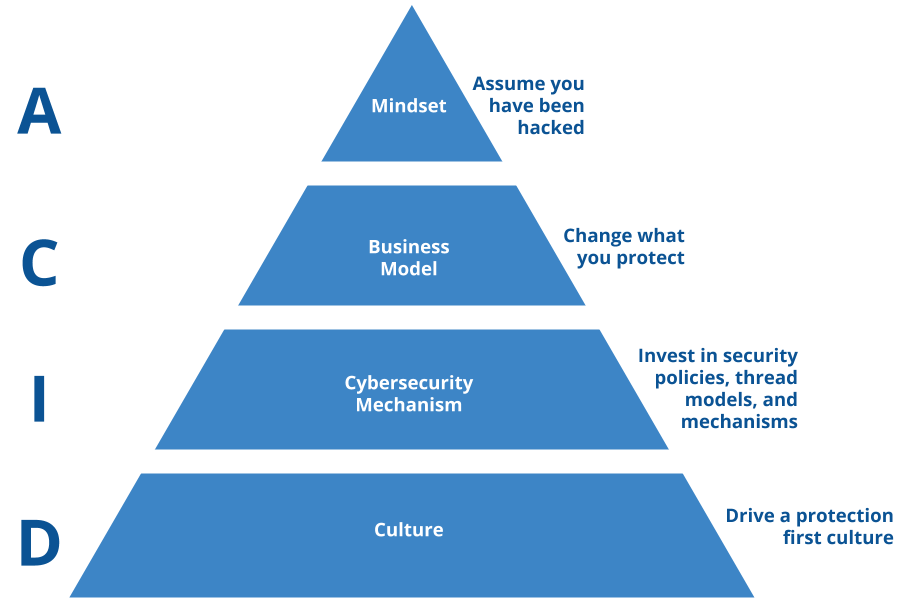 A
Mindset
Assume you
have been
hacked
C
Business
Model
Change what
you protect
I
Cybersecurity
Mechanism
Invest in security
policies, thread
models, and
mechanisms
D
Culture
Drive a protection
first culture